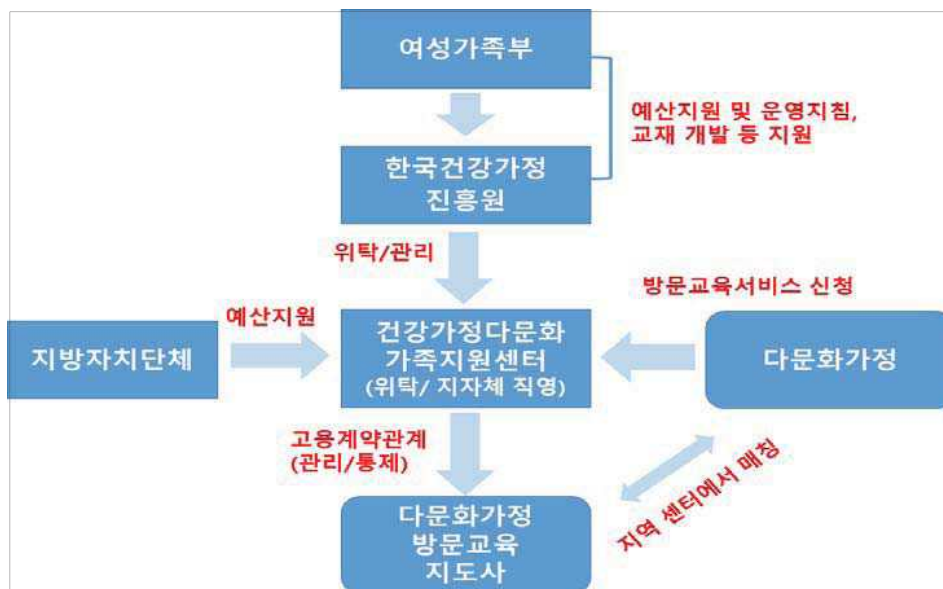 여성가족부
예산지원 및 운영지침,
교재 개발 등 지원
한국건강가정
진흥원
위탁/관리
방문교육서비스 신청
예산지원
지방자치단체
건강가정다문화
가족지원센터
(위탁/ 지자체 직영)
다문화가정
고용계약관계
(관리/통제)
지역 센터에서 매칭
다문화가정
방문교육
지도사